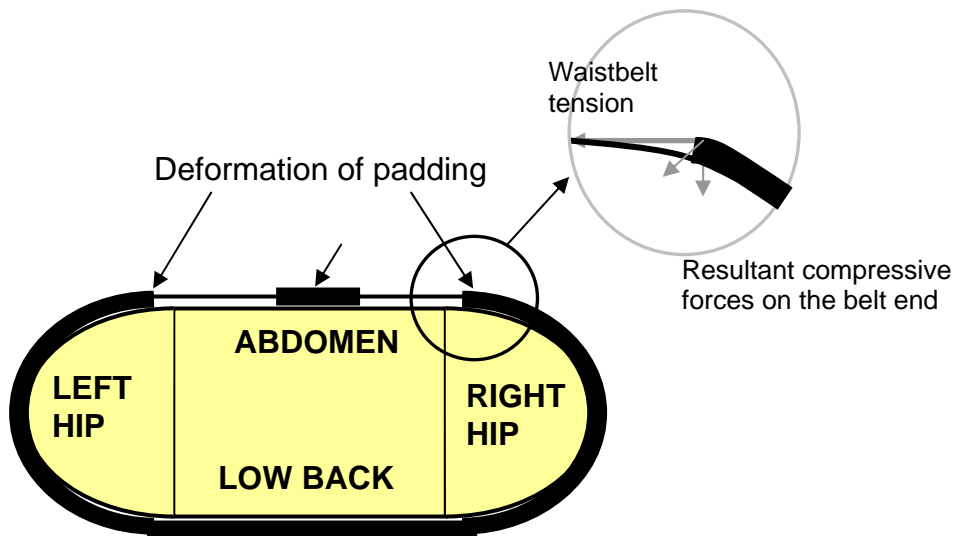 Waistbelt
tension
Deformation of padding
Resultant compressive
forces on the belt end
ABDOMEN
LEFT
HIP
RIGHT
HIP
LOW BACK